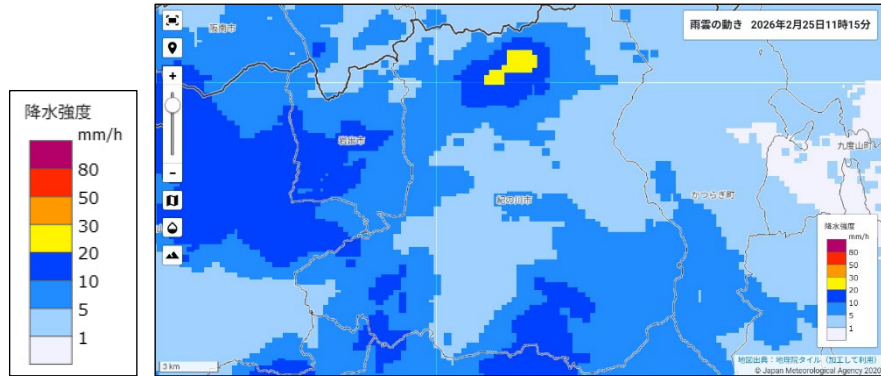 降水強度
mm/h
80
50
30
20
10
5
1
阪南市
雨雲の動き 2026年2月25日11時15分
+
−
岩出市
九度山町
紀の川市
かつらぎ町
降水強度
mm/h
80
50
30
20
10
5
1
3 km
地図出典：地理院タイル（加工して利用）
© Japan Meteorological Agency 2020